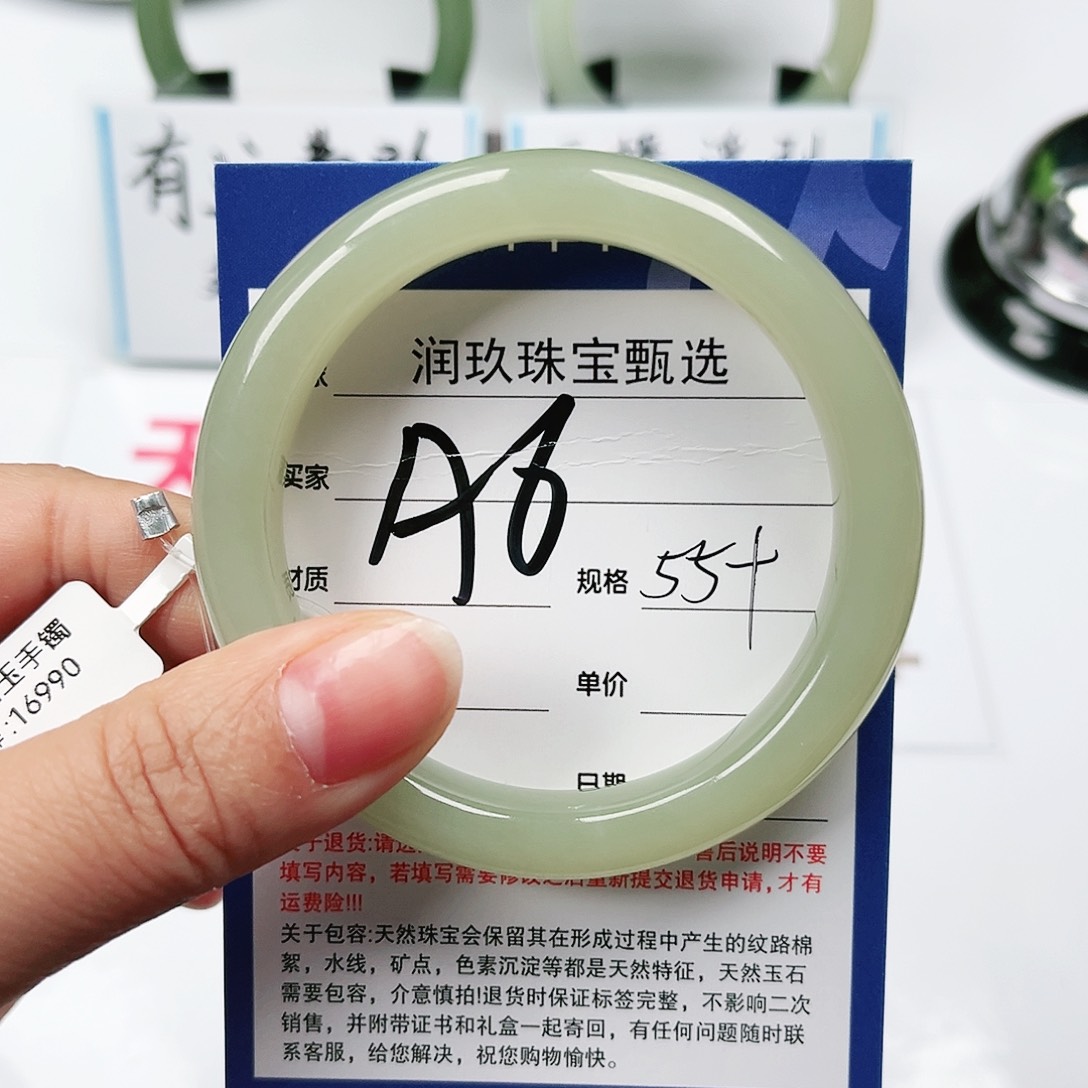 有
润玖珠宝甄选
A6
买家
材质
规格 55+
单价
日期
玉手镯
:16990
售后说明不要
填写内容，若填写需要修改之后重新提交退货申请,才有
运费险!!!
关于包容:天然珠宝会保留其在形成过程中产生的纹路棉
絮，水线，矿点，色素沉淀等都是天然特征，天然玉石
需要包容，介意慎拍!退货时保证标签完整，不影响二次
销售，并附带证书和礼盒一起寄回，有任何问题随时联
系客服，给您解决，祝您购物愉快。